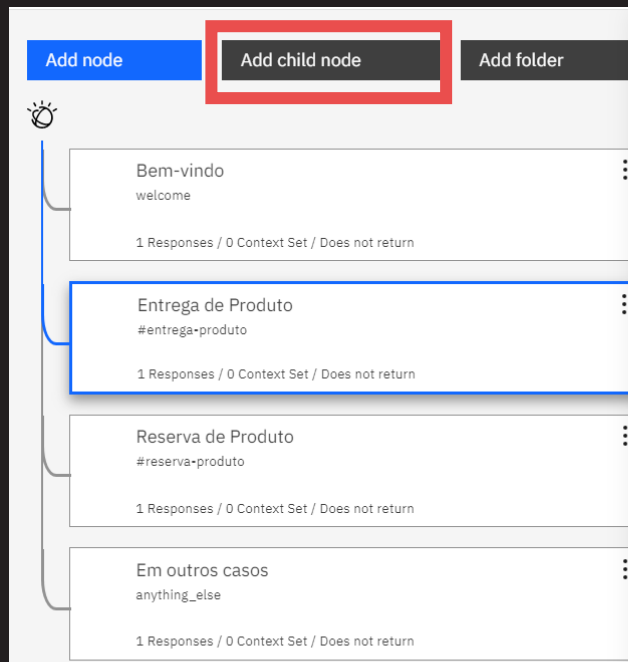 Add node
Add child node
Add folder
Bem-vindo
welcome
1 Responses / 0 Context Set / Does not return
Entrega de Produto
#entrega-produto
1 Responses / 0 Context Set / Does not return
Reserva de Produto
#reserva-produto
1 Responses / 0 Context Set / Does not return
Em outros casos
anything_else
1 Responses / 0 Context Set / Does not return